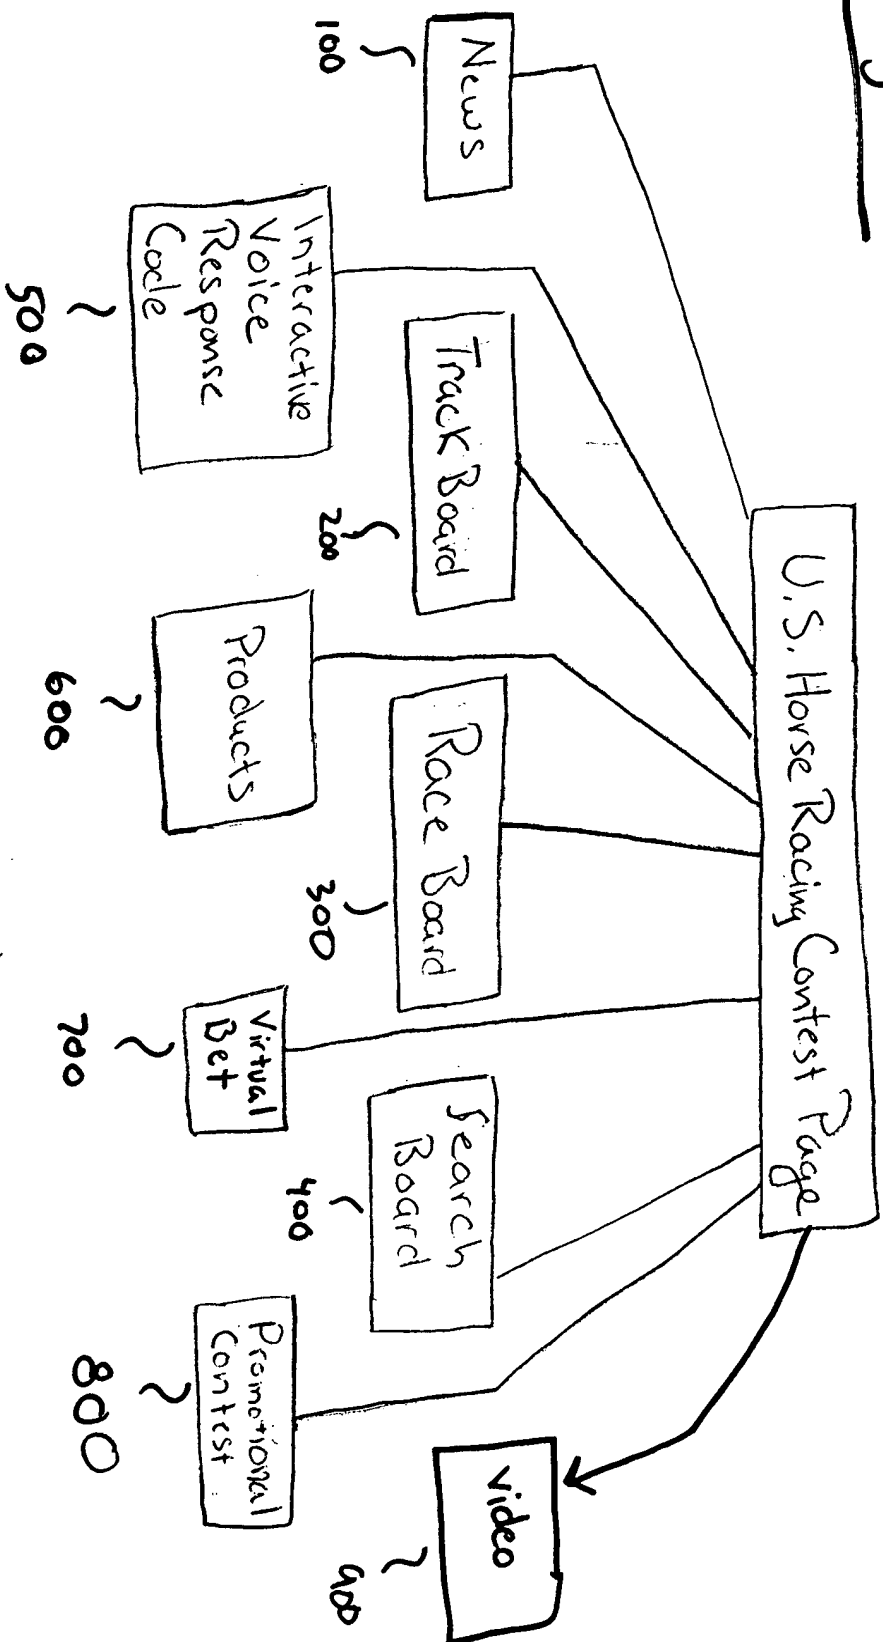 U.S. Horse Racing Contest Page
News
100
Track Board
200
Race Board
300
Search
Board
400
Video
900
Interactive
Voice
Response
Code
500
Products
600
Virtual
Bet
700
Promotional
Contest
800